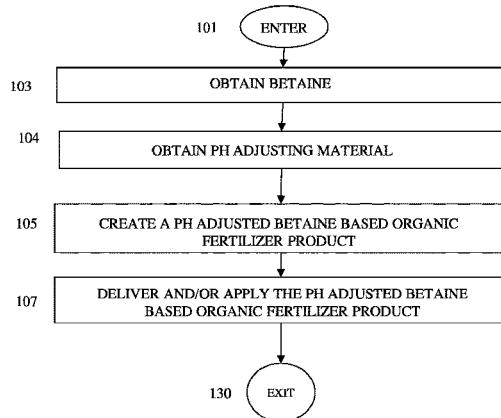 101 ENTER
103 OBTAIN BETAINE
104 OBTAIN PH ADJUSTING MATERIAL
105 CREATE A PH ADJUSTED BETAINE BASED ORGANIC
FERTILIZER PRODUCT
107 DELIVER AND/OR APPLY THE PH ADJUSTED BETAINE
BASED ORGANIC FERTILIZER PRODUCT
130 EXIT